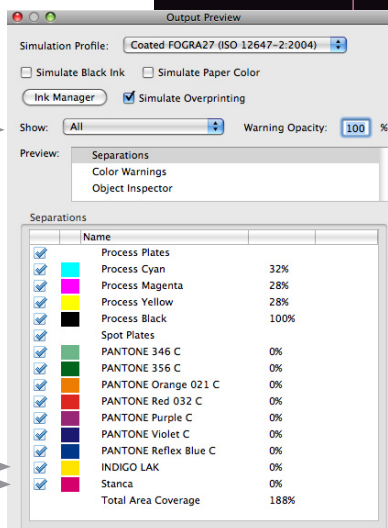 Output Preview
Simulation Profile: Coated FOGRA27 (ISO 12647-2:2004)
Simulate Black Ink Simulate Paper Color
Ink Manager Simulate Overprinting
Show: All Warning Opacity: 100 %
Preview: Separations
Color Warnings
Object Inspector
Separations
Name
Process Plates
Process Cyan 32%
Process Magenta 28%
Process Yellow 28%
Process Black 100%
Spot Plates
PANTONE 346 C 0%
PANTONE 356 C 0%
PANTONE Orange 021 C 0%
PANTONE Red 032 C 0%
PANTONE Purple C 0%
PANTONE Violet C 0%
PANTONE Reflex Blue C 0%
INDIGO LAK 0%
Stanca 0%
Total Area Coverage 188%